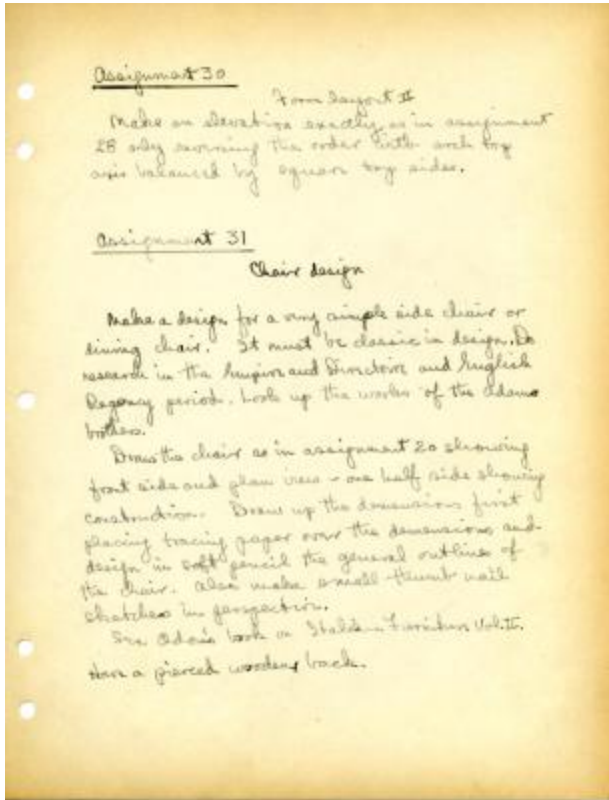 Assignment 30
Form layout II
Make an elevation exactly as in assignment
28 only reversing the order with arch top
axis balanced by square top sides.
Assignment 31
Chair design
Make a design for a very simple side chair or
dining chair. It must be classic in design. Do
research in the Empire and Directoire and English
Regency period. Look up the works of the Adams
brothers.
Draw the chair as in assignment 20 showing
front side and plan view - one half side showing
construction. Draw up the dimensions first
placing tracing paper over the dimensions and
design in soft pencil the general outlines of
the chair. Also make small thumb nail
sketches in perspective.
See book on Italian Furniture Vol. II.
Have a pierced wooden back.